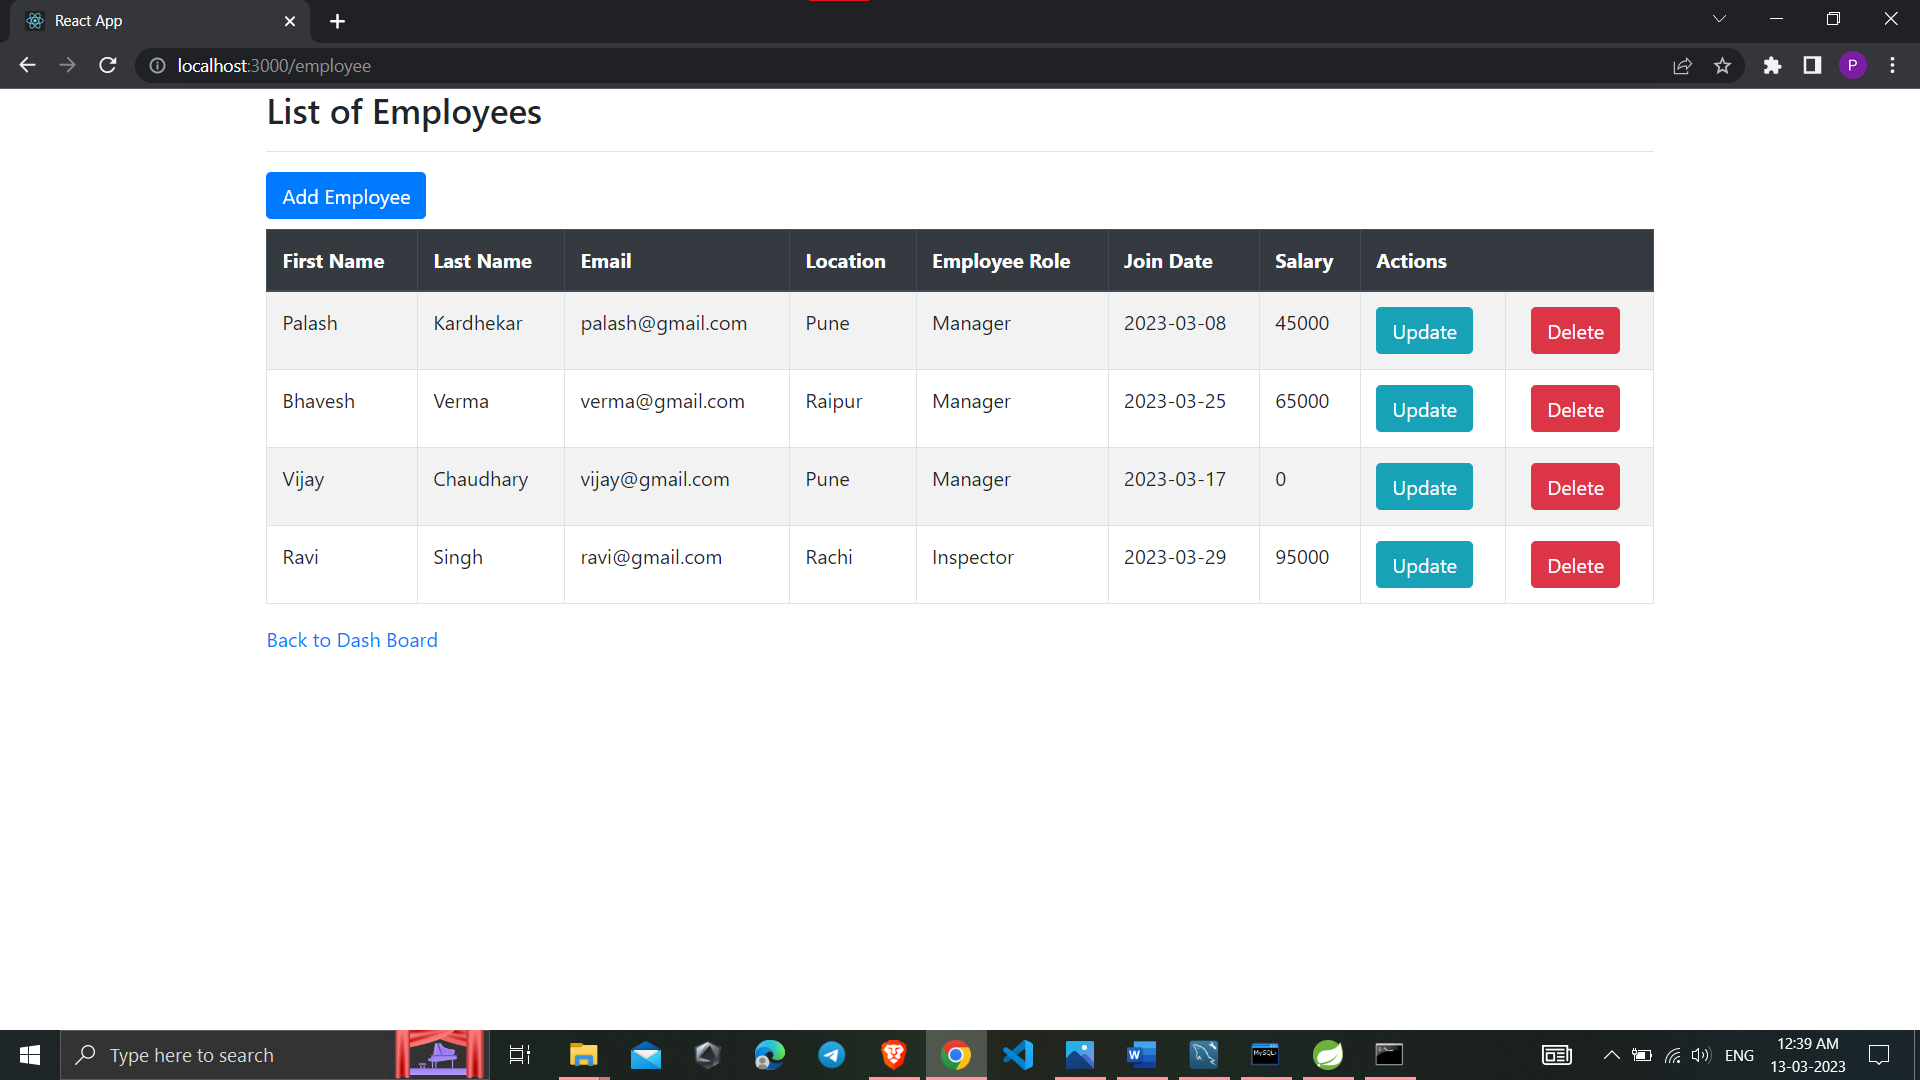 React App
localhost:3000/employee
P
List of Employees
Add Employee
First Name Last Name Email Location Employee Role Join Date Salary Actions
Palash Kardhekar palash@gmail.com Pune Manager 2023-03-08 45000 Update Delete
Bhavesh Verma verma@gmail.com Raipur Manager 2023-03-25 65000 Update Delete
Vijay Chaudhary vijay@gmail.com Pune Manager 2023-03-17 0 Update Delete
Ravi Singh ravi@gmail.com Rachi Inspector 2023-03-29 95000 Update Delete
Back to Dash Board
Type here to search
W
MySQL
ENG
12:39 AM
13-03-2023